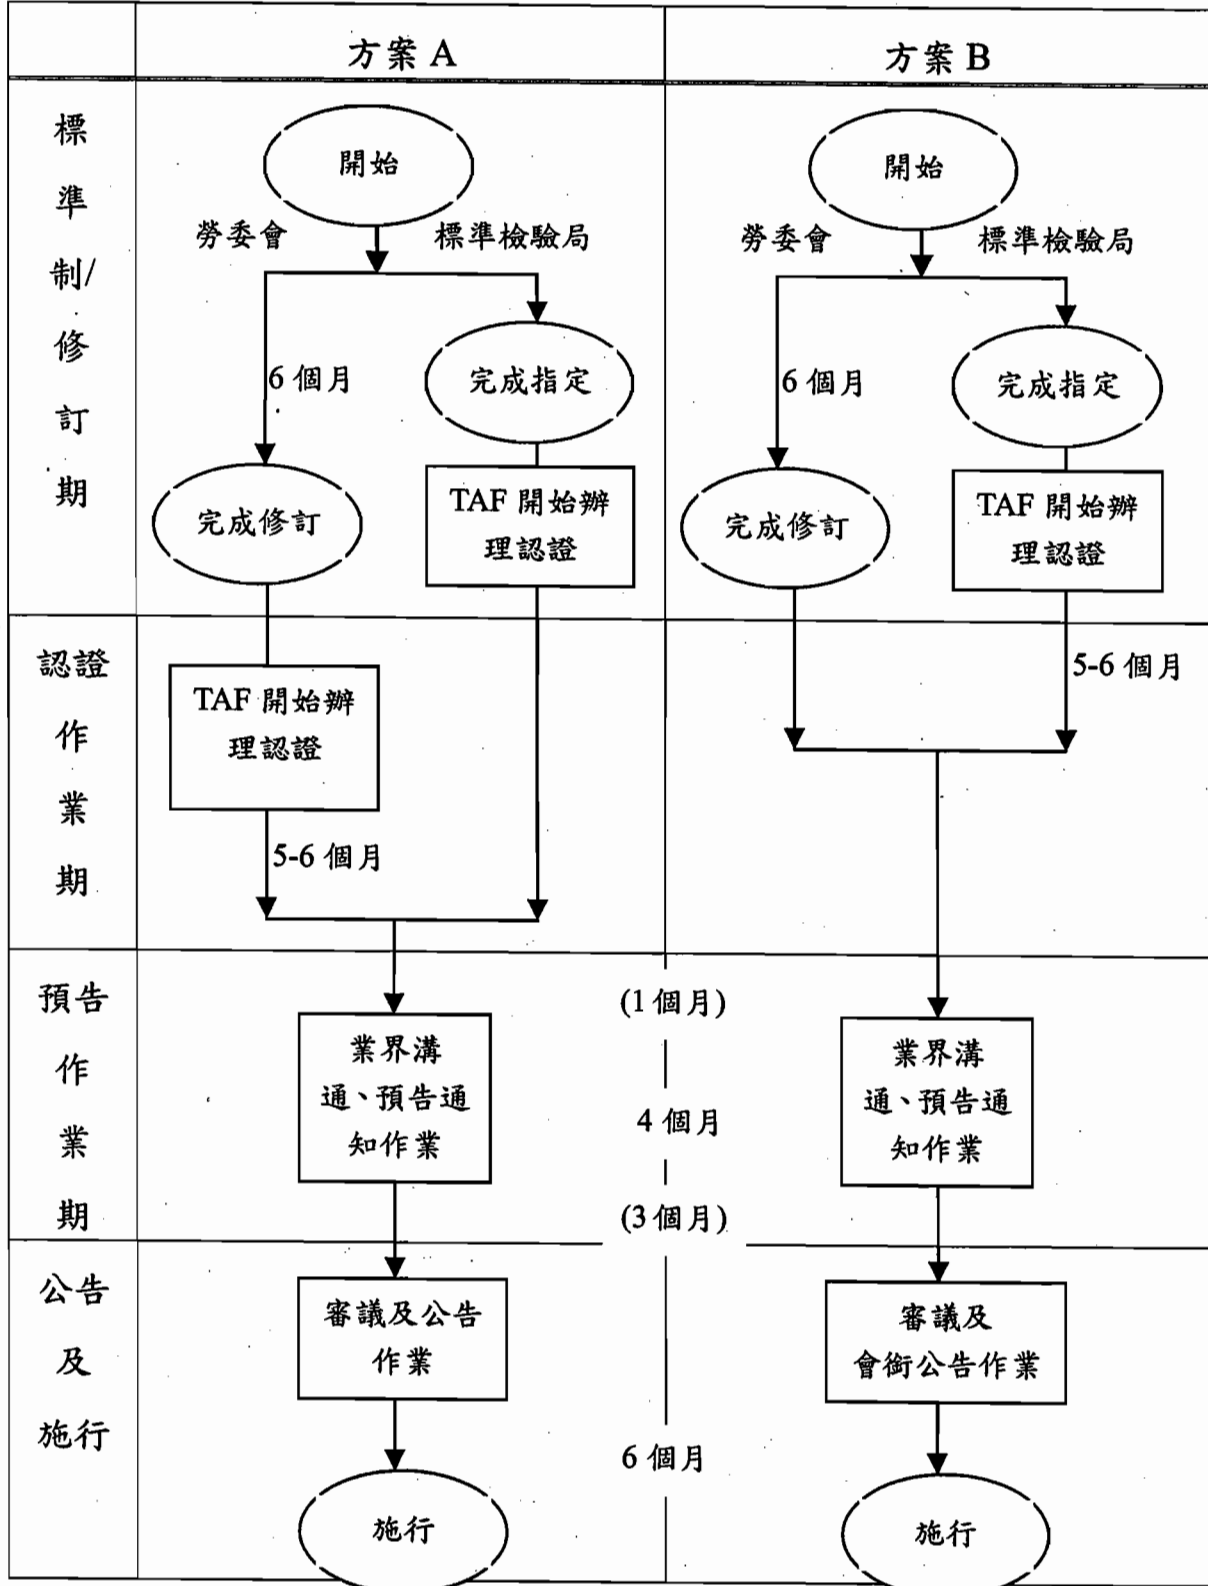 方案 A
方案 B
標
準
制/
修
訂
期
開始
勞委會
標準檢驗局
6 個月
完成指定
完成修訂
TAF 開始辦
理認證
開始
勞委會
標準檢驗局
6 個月
完成指定
完成修訂
TAF 開始辦
理認證
認證
作
業
期
TAF 開始辦
理認證
5-6 個月
5-6 個月
預告
作
業
期
業界溝
通、預告通
知作業
(1 個月)
4 個月
(3 個月)
業界溝
通、預告通
知作業
公告
及
施行
審議及公告
作業
施行
6 個月
審議及
會銜公告作業
施行